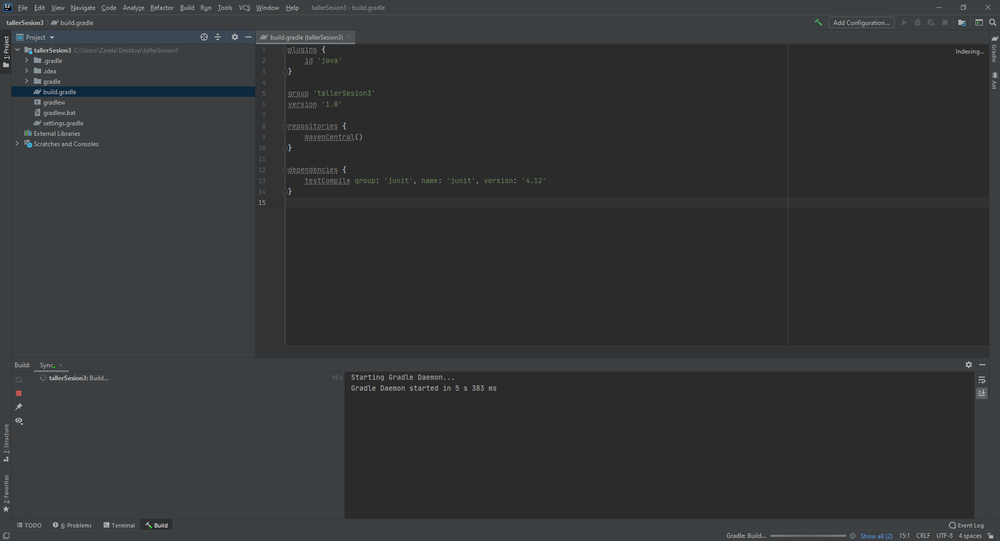 File Edit View Navigate Code Analyze Refactor Build Run Tools VCS Window Help tallerSesion3 - build.gradle
tallerSesion3 build.gradle Add Configuration...
1: Project
Project
build.gradle (tallerSesion3)
tallerSesion3 C:\Users\Zarela\Desktop\tallerSesion3
.gradle
.idea
gradle
build.gradle
gradlew
gradlew.bat
settings.gradle
External Libraries
Scratches and Consoles
1 plugins {
2 id 'java'
3 }
4
5 group 'tallerSesion3'
6 version '1.0'
7
8 repositories {
9 mavenCentral()
10 }
11
12 dependencies {
13 testCompile group: 'junit', name: 'junit', version: '4.12'
14 }
15
Indexing...
Gradle
Ant
Build: Sync
tallerSesion3: Build... 15 s
Starting Gradle Daemon...
Gradle Daemon started in 5 s 383 ms
7: Structure
2: Favorites
TODO 6: Problems Terminal Build Event Log
Gradle: Build... Show all (2) 15:1 CRLF UTF-8 4 spaces